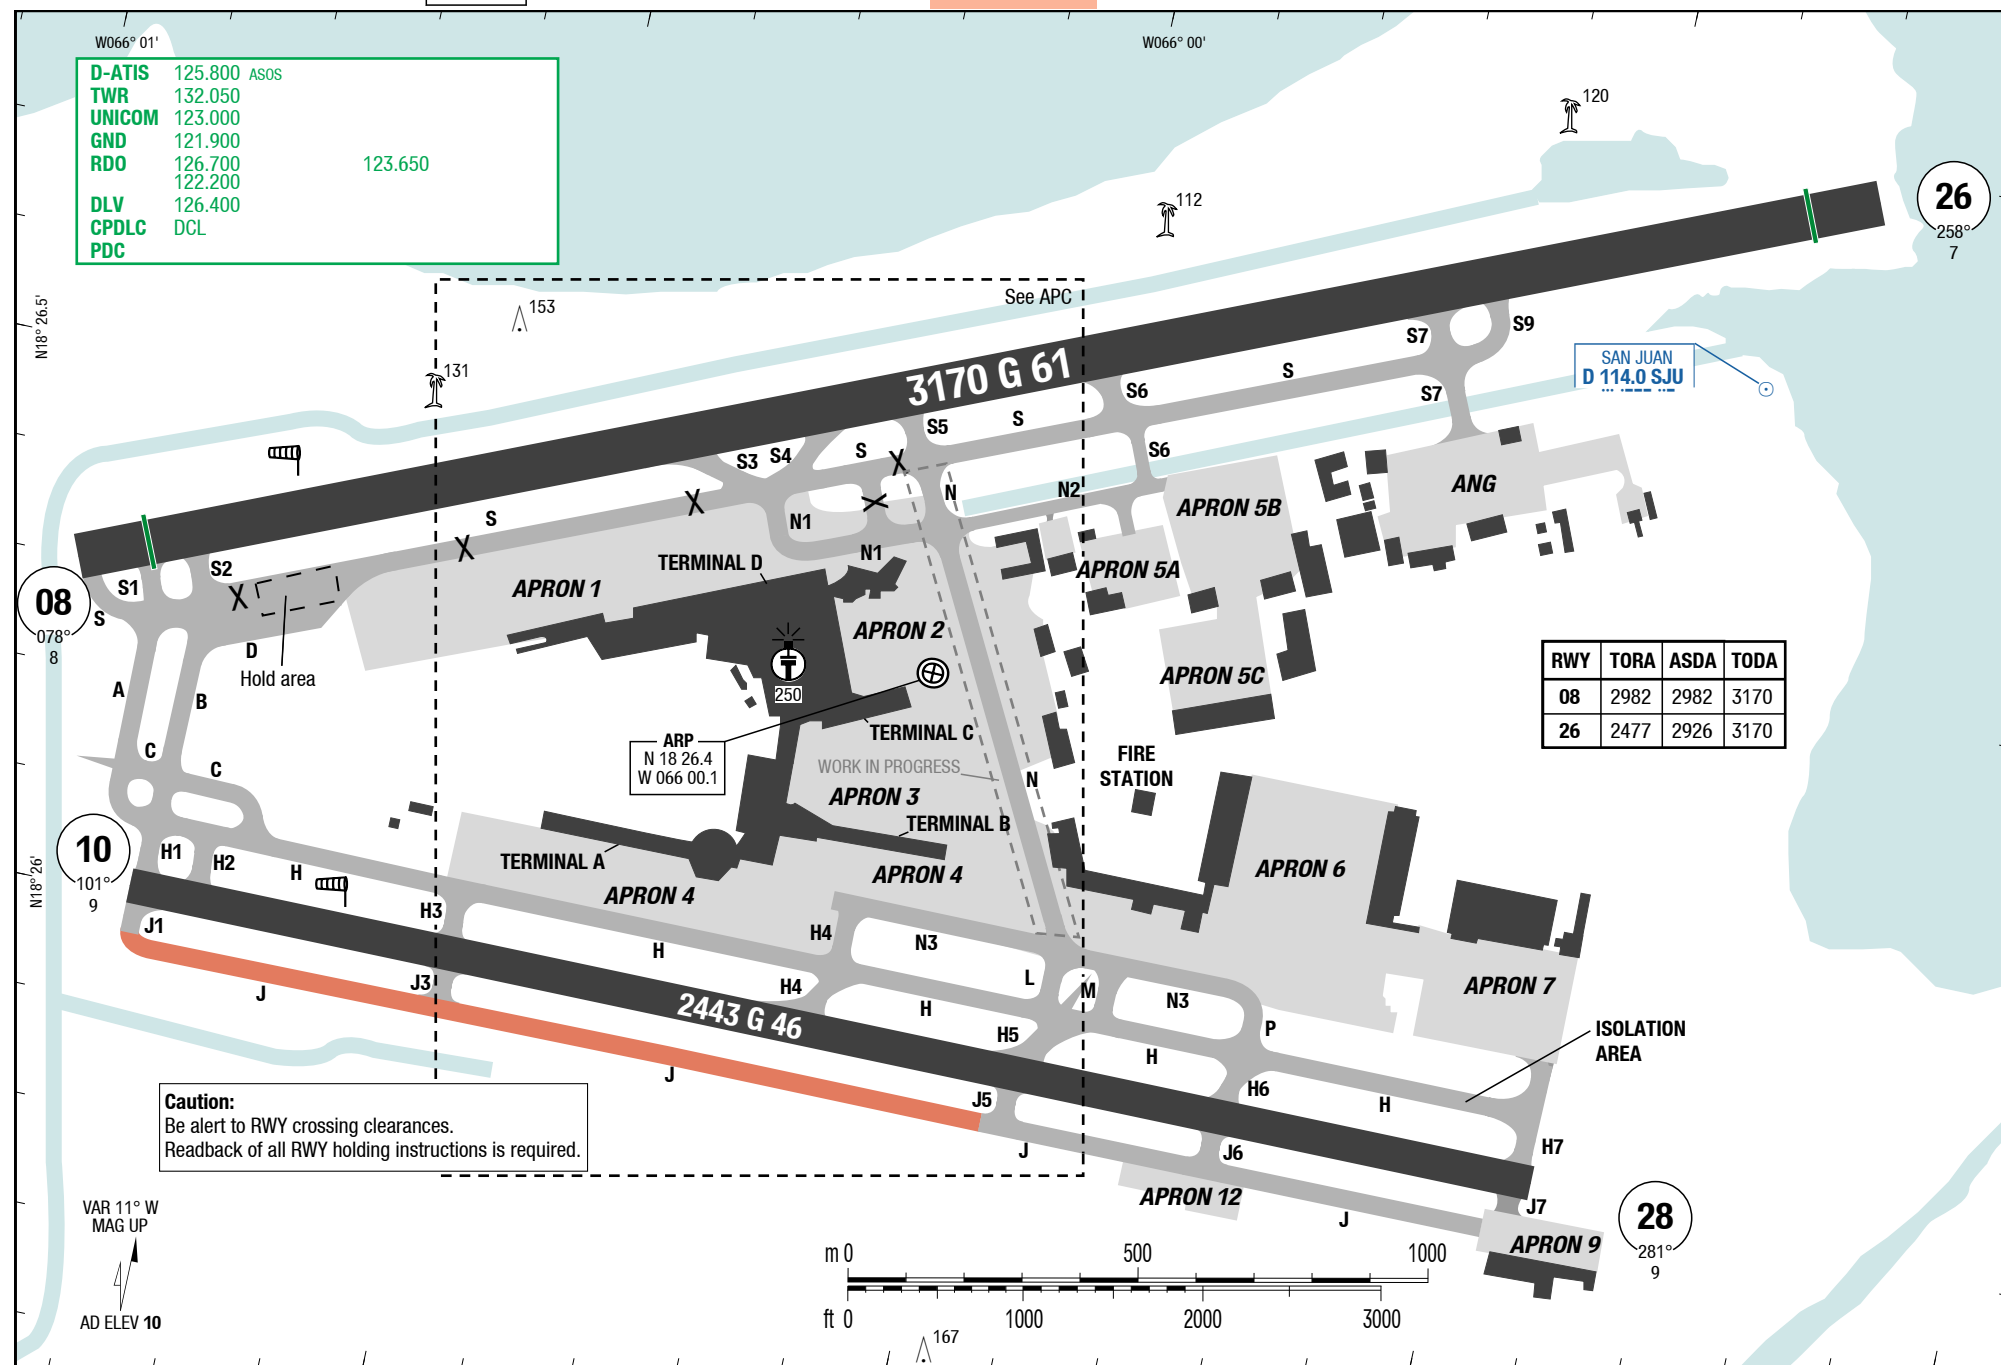 W066° 01'
W066° 00'
D-ATIS 125.800 ASOS
TWR 132.050
UNICOM 123.000
GND 121.900
RDO 126.700 123.650
122.200
DLV 126.400
CPDLC DCL
PDC
120
112
26
258°
7
See APC
153
N18° 26.5'
131
3170 G 61
S9
S7
S
S6
SAN JUAN
D 114.0 SJU
S7
S5
S
S
S3
S4
S6
N
N2
ANG
S
N1
APRON 5B
N1
TERMINAL D
APRON 5A
S2
S1
APRON 1
08
078°
8
S
D
Hold area
APRON 2
A
B
250
APRON 5C
RWY TORA ASDA TODA
08 2982 2982 3170
26 2477 2926 3170
C
C
ARP
N 18 26.4
W 066 00.1
TERMINAL C
FIRE
STATION
WORK IN PROGRESS
N
APRON 3
TERMINAL B
10
101°
9
H1
H2
H
TERMINAL A
APRON 4
APRON 4
APRON 6
N18° 26'
H3
J1
H4
N3
H
L
M
N3
APRON 7
J
J3
H4
H
2443 G 46
H5
P
ISOLATION
AREA
H
H6
H
J
J5
H7
J
J6
Caution:
Be alert to RWY crossing clearances.
Readback of all RWY holding instructions is required.
APRON 12
J
J7
28
281°
9
APRON 9
VAR 11° W
MAG UP
AD ELEV 10
m 0 500 1000
ft 0 1000 2000 3000
167